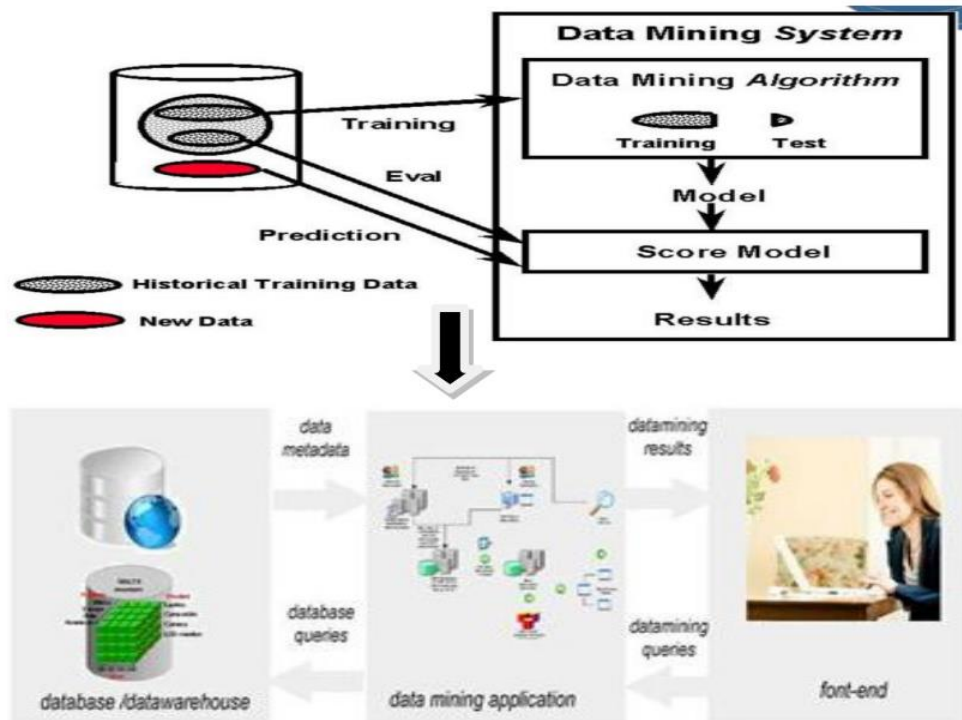 Data Mining System
Data Mining Algorithm
Training
Test
Training
Eval
Model
Prediction
Score Model
Historical Training Data
New Data
Results
data
metadata
datamining
results
database
queries
datamining
queries
database /datawarehouse
data mining application
font-end